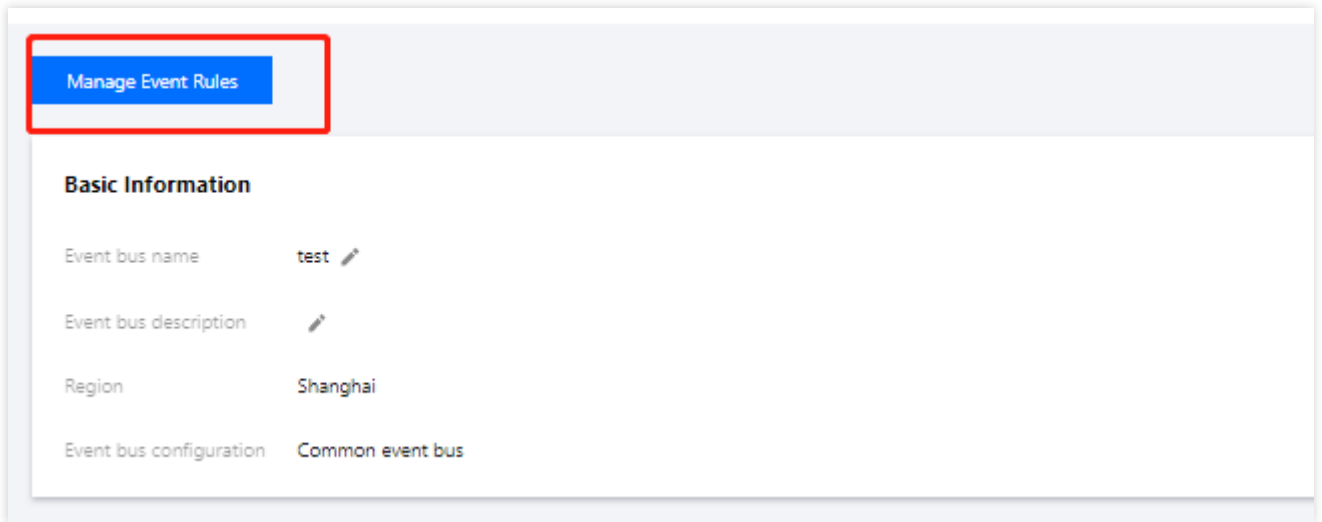 Manage Event Rules
Basic Information
Event bus name test
Event bus description
Region Shanghai
Event bus configuration Common event bus